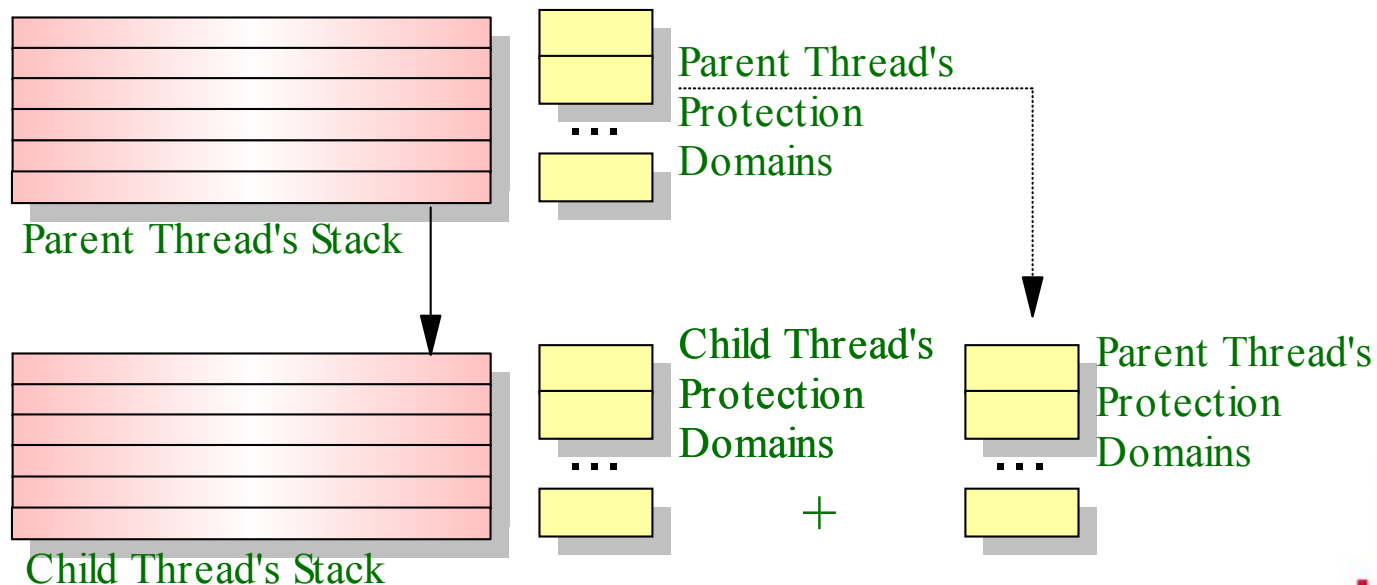 Parent Thread's
Protection
Domains
...
Parent Thread's Stack
Child Thread's
Protection
Domains
...
+
Parent Thread's
Protection
Domains
...
Child Thread's Stack